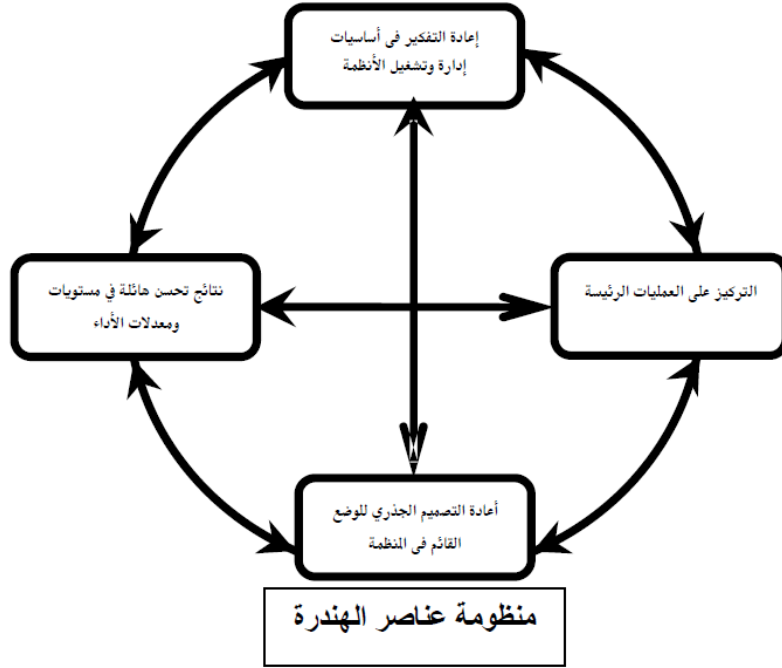 إعادة التفكير فى أساسيات
إدارة وتشغيل الأنظمة
التركيز على العمليات الرئيسة
نتائج تحسن هائلة في مستويات
ومعدلات الأداء
أعادة التصميم الجذري للوضع
القائم فى المنظمة
منظومة عناصر الهندرة